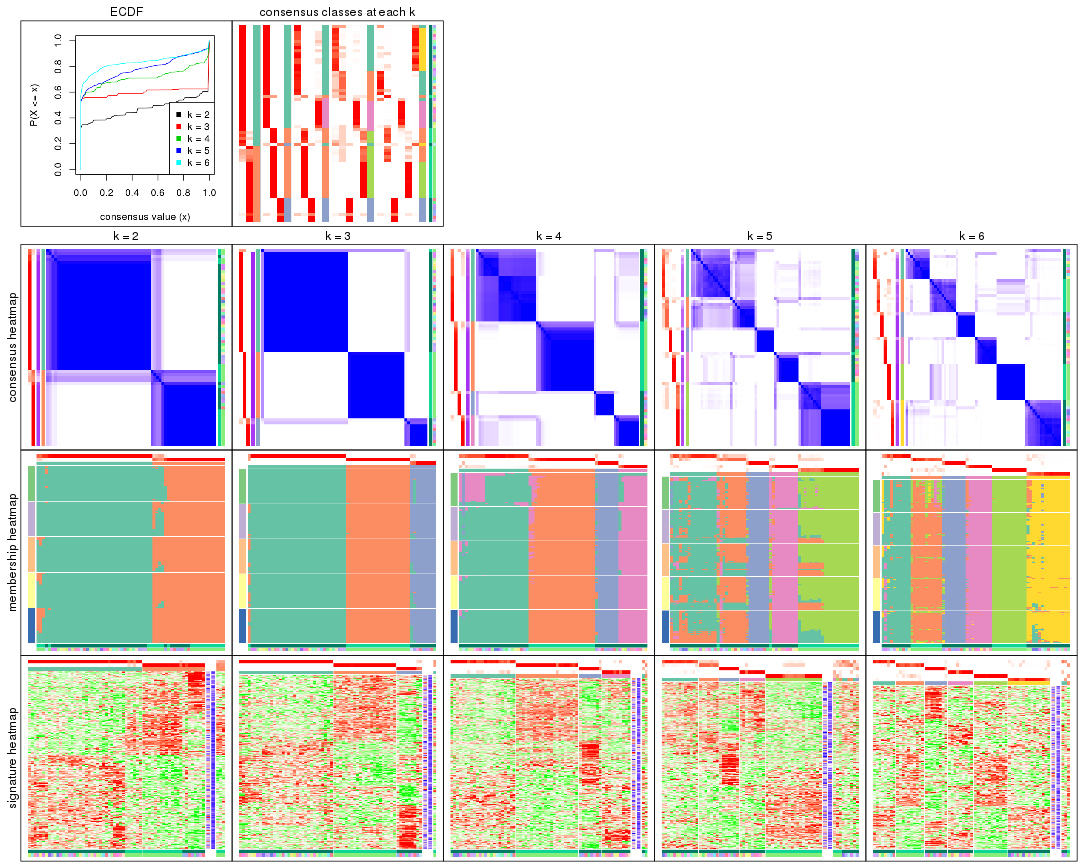 ECDF
consensus classes at each k
P(X <= x)
0.0
0.2
0.4
0.6
0.8
1.0
k = 2
k = 3
k = 4
k = 5
k = 6
0.0 0.2 0.4 0.6 0.8 1.0
consensus value (x)
k = 2
k = 3
k = 4
k = 5
k = 6
consensus heatmap
membership heatmap
signature heatmap